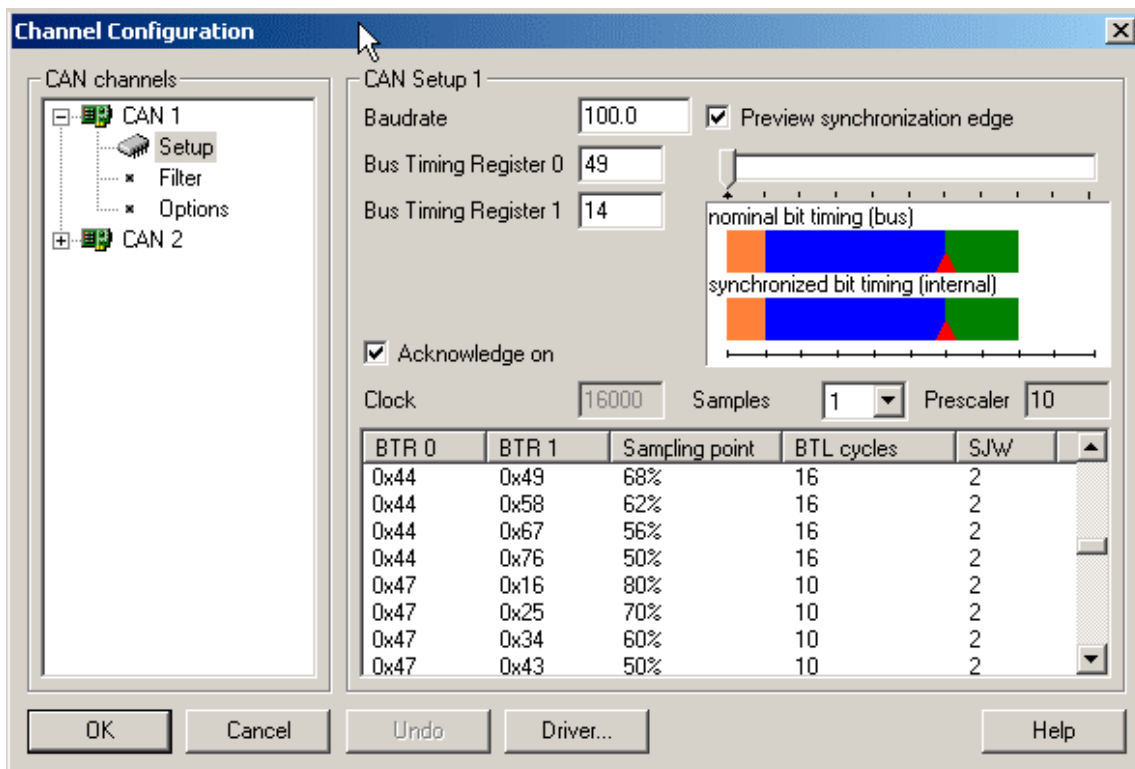 Channel Configuration
CAN channels
CAN 1
Setup
Filter
Options
CAN 2
CAN Setup 1
Baudrate 100.0 Preview synchronization edge
Bus Timing Register 0 49
Bus Timing Register 1 14
nominal bit timing (bus)
synchronized bit timing (internal)
Acknowledge on
Clock 16000 Samples 1 Prescaler 10
BTR 0 BTR 1 Sampling point BTL cycles SJW
0x44 0x49 68% 16 2
0x44 0x58 62% 16 2
0x44 0x67 56% 16 2
0x44 0x76 50% 16 2
0x47 0x16 80% 10 2
0x47 0x25 70% 10 2
0x47 0x34 60% 10 2
0x47 0x43 50% 10 2
OK Cancel Undo Driver... Help